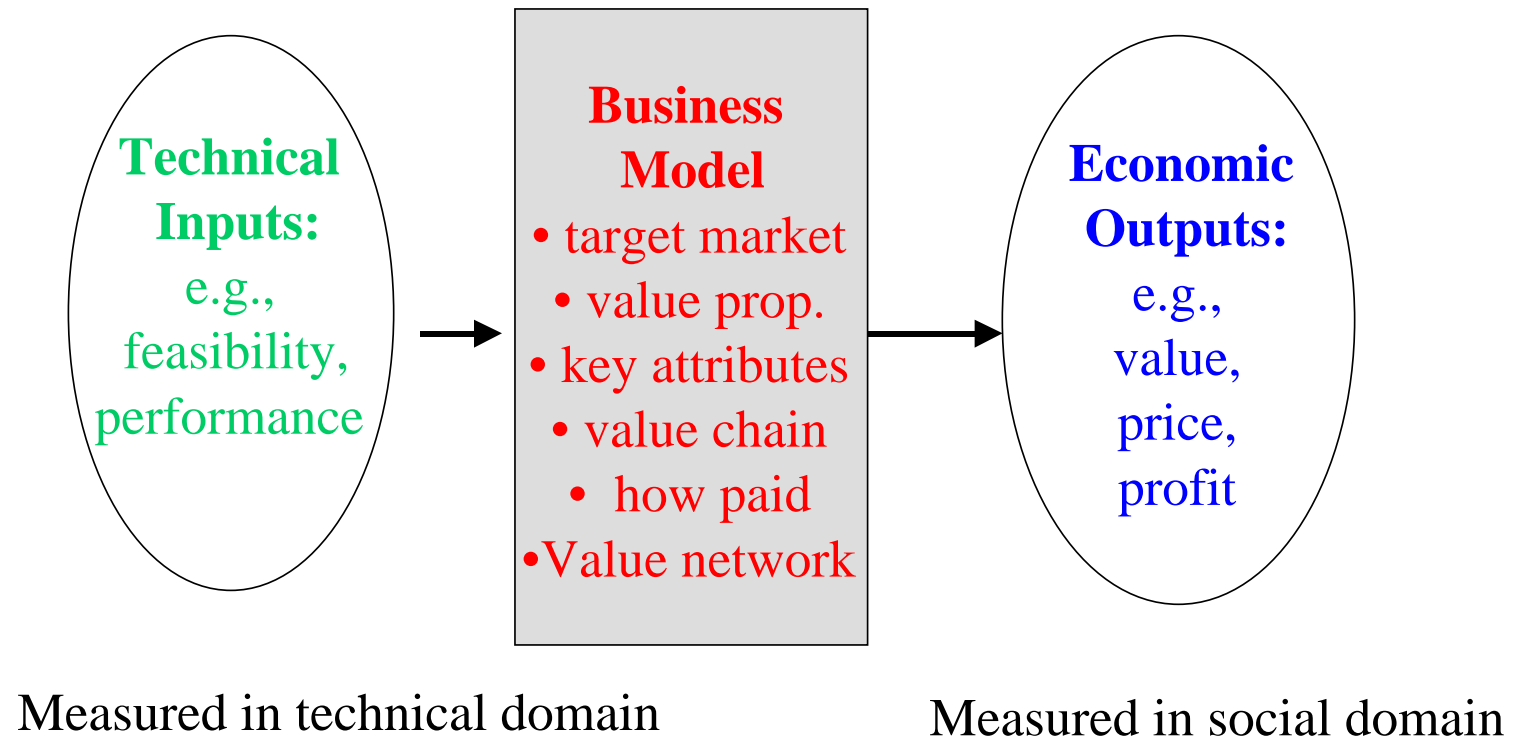 Technical
Inputs:
e.g.,
feasibility,
performance
Business
Model
• target market
• value prop.
• key attributes
• value chain
• how paid
•Value network
Economic
Outputs:
e.g.,
value,
price,
profit
Measured in technical domain
Measured in social domain